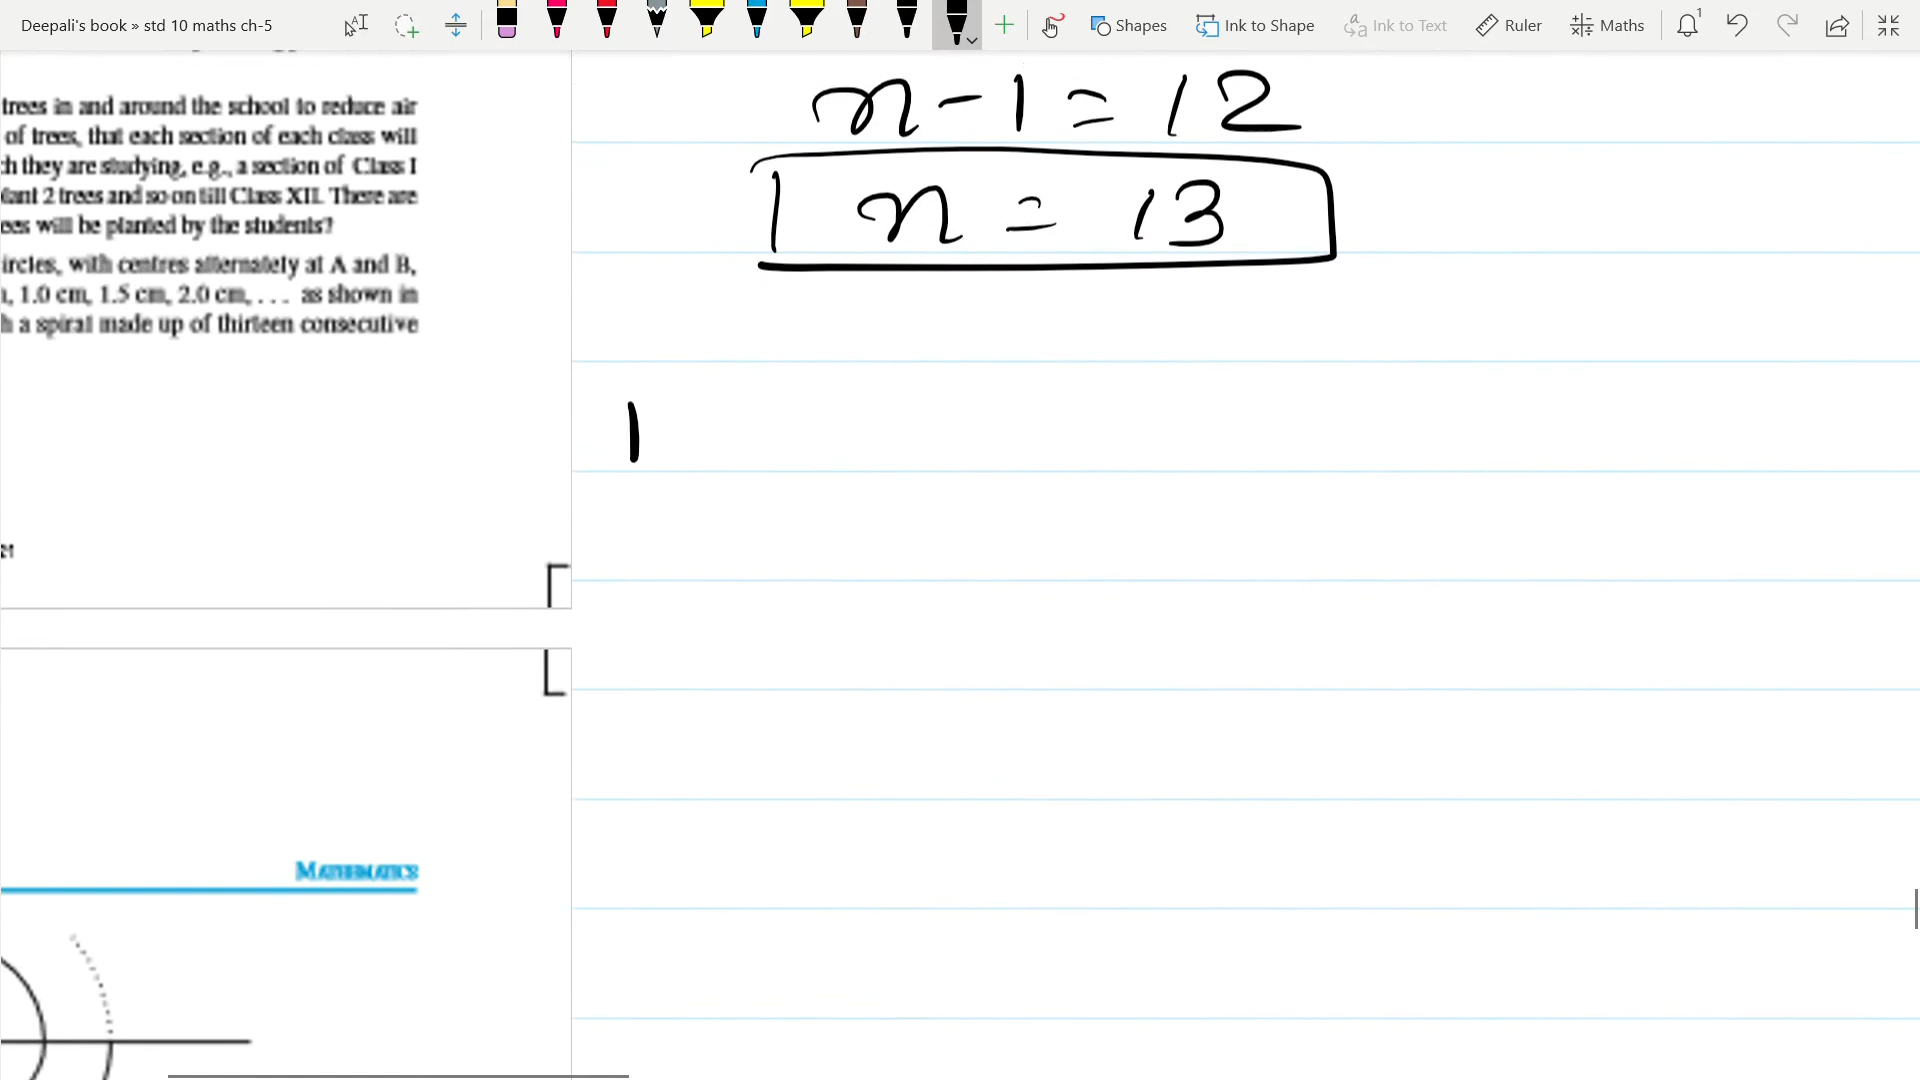 Deepali's book » std 10 maths ch-5
Shapes
Ink to Shape
Ink to Text
Ruler
Maths
1
trees in and around the school to reduce air
of trees, that each section of each class will
h they are studying, e.g., a section of Class I
lant 2 trees and so on till Class XII. There are
ees will be planted by the students?
ircles, with centres alternately at A and B,
, 1.0 cm, 1.5 cm, 2.0 cm, . . . as shown in
h a spiral made up of thirteen consecutive
MATHEMATICS
n - 1 = 12
n = 13
1